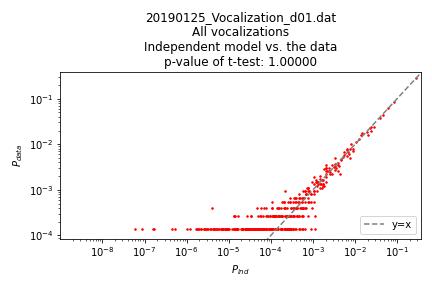 20190125_Vocalization_d01.dat
All vocalizations
Independent model vs. the data
p-value of t-test: 1.00000
10⁻¹
10⁻²
10⁻³
10⁻⁴
P_data
y=x
10⁻⁸ 10⁻⁷ 10⁻⁶ 10⁻⁵ 10⁻⁴ 10⁻³ 10⁻² 10⁻¹
P_ind